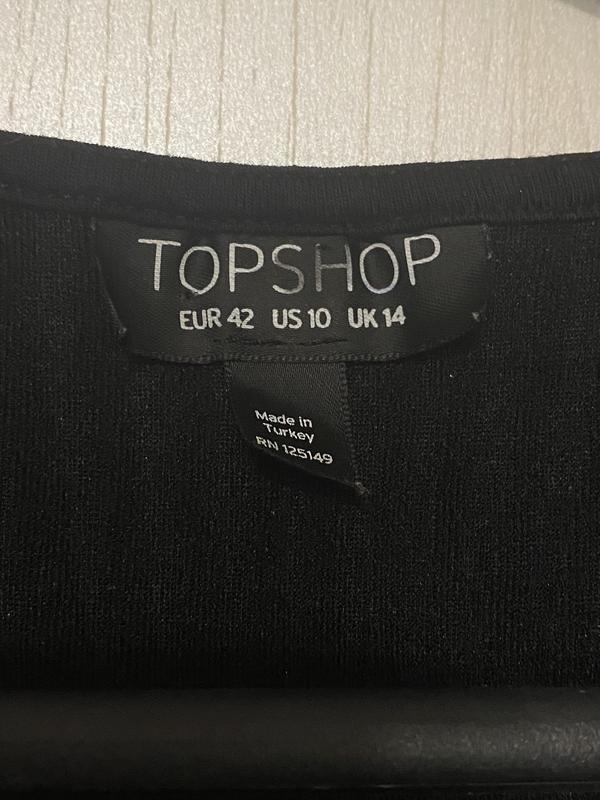 TOPSHOP
EUR 42 US 10 UK 14
Made in
Turkey
RN 125149